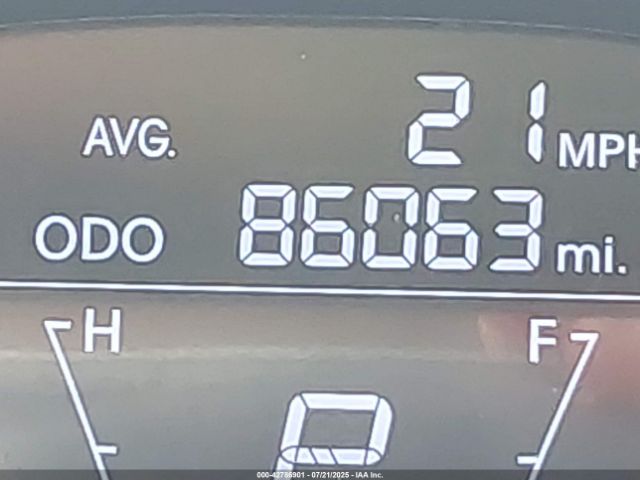 AVG. 21 MPH
ODO 86063 mi.
H F
P
000-42786901 - 07/21/2025 - IAA Inc.